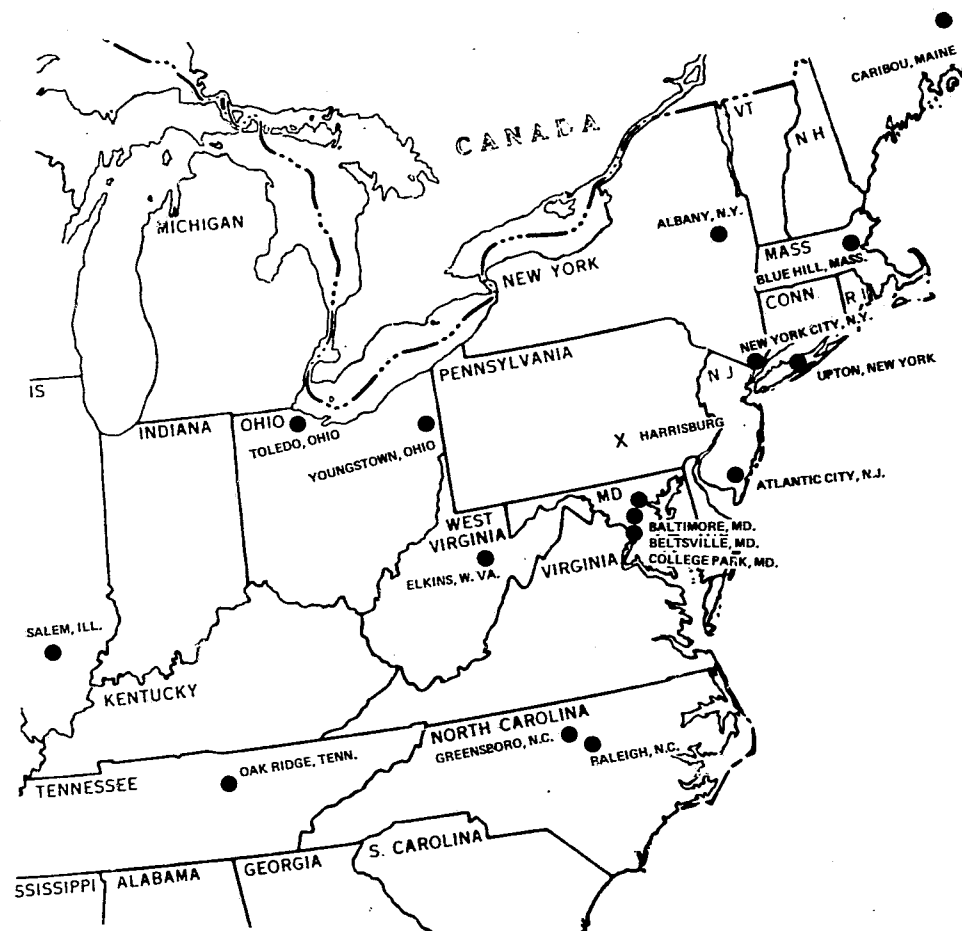 CARIBOU, MAINE
CANADA
VT
N H
MICHIGAN
ALBANY, N.Y.
MASS
BLUE HILL, MASS.
NEW YORK
CONN
R I
NEW YORK CITY, N.Y.
PENNSYLVANIA
N J
UPTON, NEW YORK
IS
INDIANA
OHIO
TOLEDO, OHIO
YOUNGSTOWN, OHIO
X HARRISBURG
ATLANTIC CITY, N.J.
MD
WEST
VIRGINIA
BALTIMORE, MD.
BELTSVILLE, MD.
COLLEGE PARK, MD.
VIRGINIA
ELKINS, W. VA.
SALEM, ILL.
KENTUCKY
NORTH CAROLINA
GREENSBORO, N.C.
RALEIGH, N.C.
OAK RIDGE, TENN.
TENNESSEE
S. CAROLINA
GEORGIA
ALABAMA
SSISSIPPI